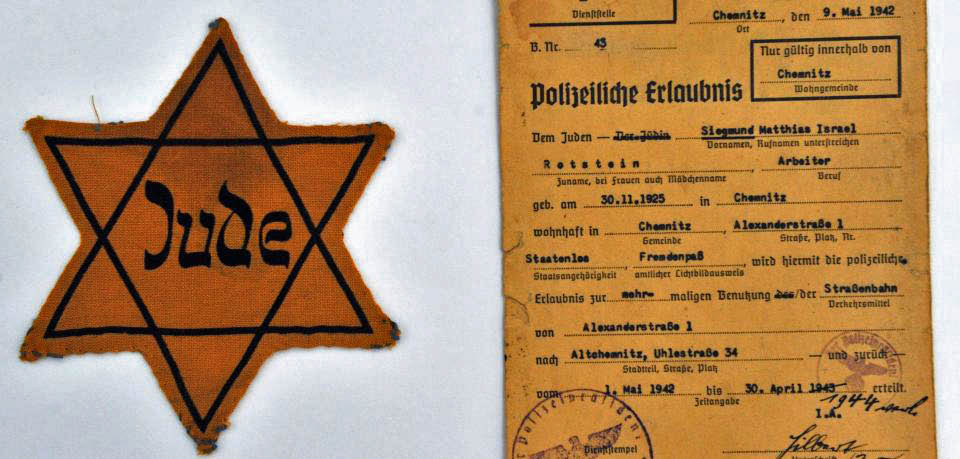 Jude
Dienststelle
Chemnitz, den 9. Mai 1942
Ort
B. Nr. 43
Nur gültig innerhalb von
Chemnitz
Wohngemeinde
Polizeiliche Erlaubnis
Dem Juden — Der Jüdin Siegmund Matthias Israel
Vornamen, Rufnamen unterstreichen
Rotstein Arbeiter
Zuname, bei Frauen auch Mädchenname Beruf
geb. am 30.11.1925 in Chemnitz
wohnhaft in Chemnitz Alexanderstraße 1
Gemeinde Straße, Platz, Nr.
Staatenlos, Fremdenpaß, wird hiermit die polizeiliche
Staatsangehörigkeit amtlicher Lichtbildausweis
Erlaubnis zur mehr- maligen Benutzung des/der Straßenbahn
Verkehrsmittel
von Alexanderstraße 1
nach Altchemnitz, Uhlestraße 34 — und zurück —
Stadtteil, Straße, Platz
vom 1. Mai 1942 bis 30. April 1943 erteilt.
Zeitangabe
1944
I.A.
Dienststempel